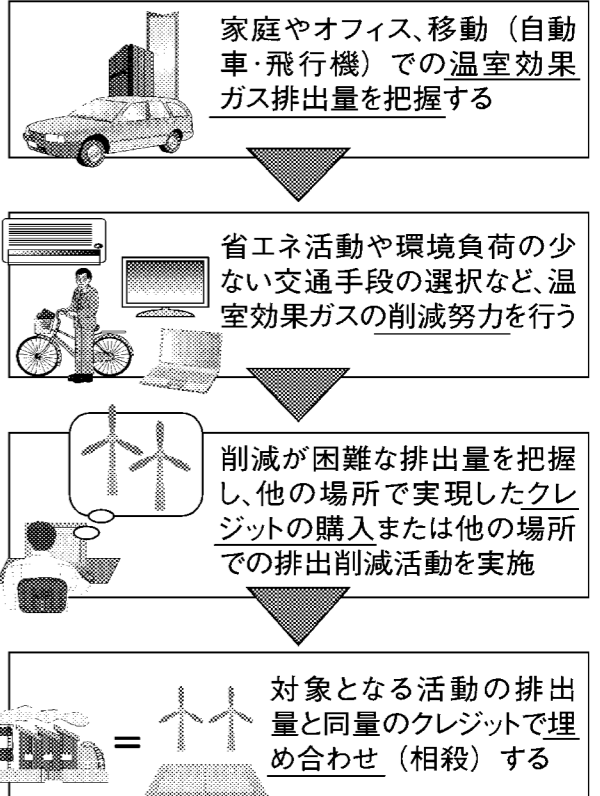 家庭やオフィス、移動（自動
車・飛行機）での温室効果
ガス排出量を把握する
省エネ活動や環境負荷の少
ない交通手段の選択など、温
室効果ガスの削減努力を行う
削減が困難な排出量を把握
し、他の場所で実現したクレ
ジットの購入または他の場所
での排出削減活動を実施
対象となる活動の排出
量と同量のクレジットで埋
め合わせ（相殺）する
=